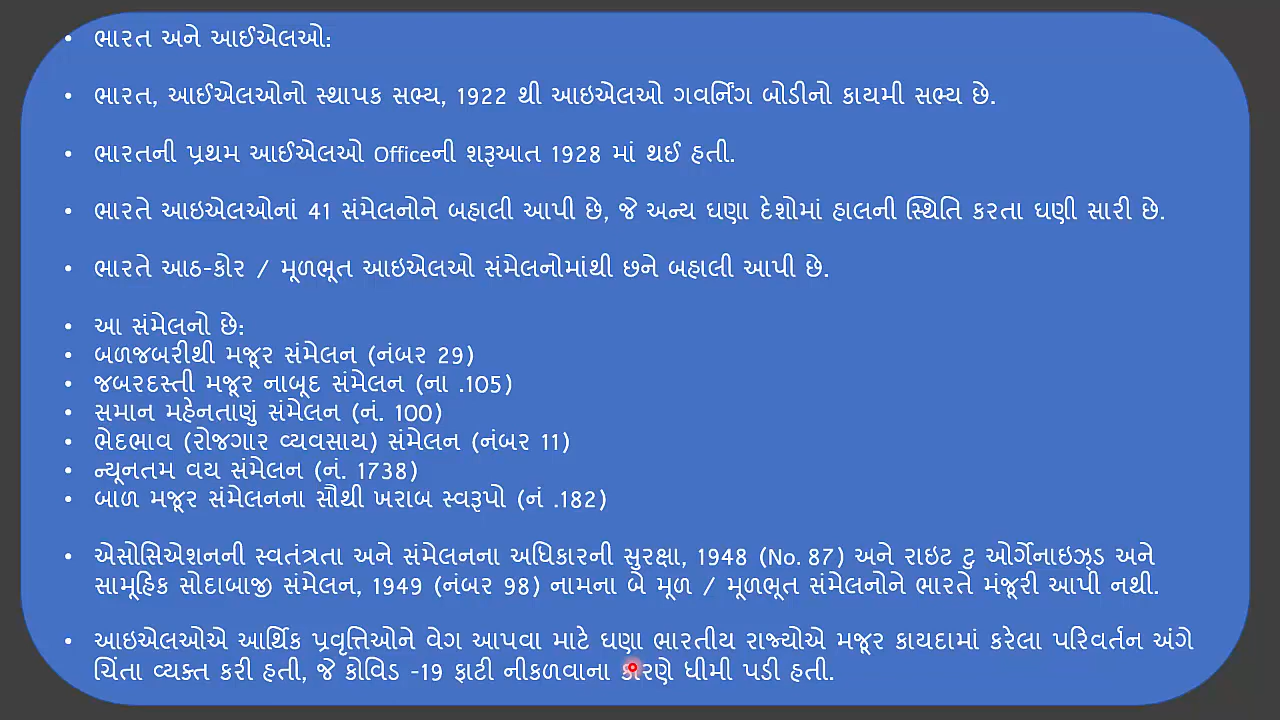 • ભારત અને આઈએલઓ:
• ભારત, આઈએલઓનો સ્થાપક સભ્ય, 1922 થી આઇએલઓ ગવર્નિંગ બોડીનો કાયમી સભ્ય છે.
• ભારતની પ્રથમ આઈએલઓ Officeની શરૂઆત 1928 માં થઈ હતી.
• ભારતે આઇએલઓનાં 41 સંમેલનોને બહાલી આપી છે, જે અન્ય ઘણા દેશોમાં હાલની સ્થિતિ કરતા ઘણી સારી છે.
• ભારતે આઠ-કોર / મૂળભૂત આઇએલઓ સંમેલનોમાંથી છને બહાલી આપી છે.
• આ સંમેલનો છે:
• બળજબરીથી મજૂર સંમેલન (નંબર 29)
• જબરદસ્તી મજૂર નાબૂદ સંમેલન (ના .105)
• સમાન મહેનતાણું સંમેલન (નં. 100)
• ભેદભાવ (રોજગાર વ્યવસાય) સંમેલન (નંબર 11)
• ન્યૂનતમ વય સંમેલન (નં. 1738)
• બાળ મજૂર સંમેલનના સૌથી ખરાબ સ્વરૂપો (નં .182)
• એસોસિએશનની સ્વતંત્રતા અને સંમેલનના અધિકારની સુરક્ષા, 1948 (No. 87) અને રાઇટ ટુ ઓર્ગેનાઇઝ્ડ અને
સામૂહિક સોદાબાજી સંમેલન, 1949 (નંબર 98) નામના બે મૂળ / મૂળભૂત સંમેલનોને ભારતે મંજૂરી આપી નથી.
• આઇએલઓએ આર્થિક પ્રવૃત્તિઓને વેગ આપવા માટે ઘણા ભારતીય રાજ્યોએ મજૂર કાયદામાં કરેલા પરિવર્તન અંગે
ચિંતા વ્યક્ત કરી હતી, જે કોવિડ -19 ફાટી નીકળવાના કારણે ધીમી પડી હતી.